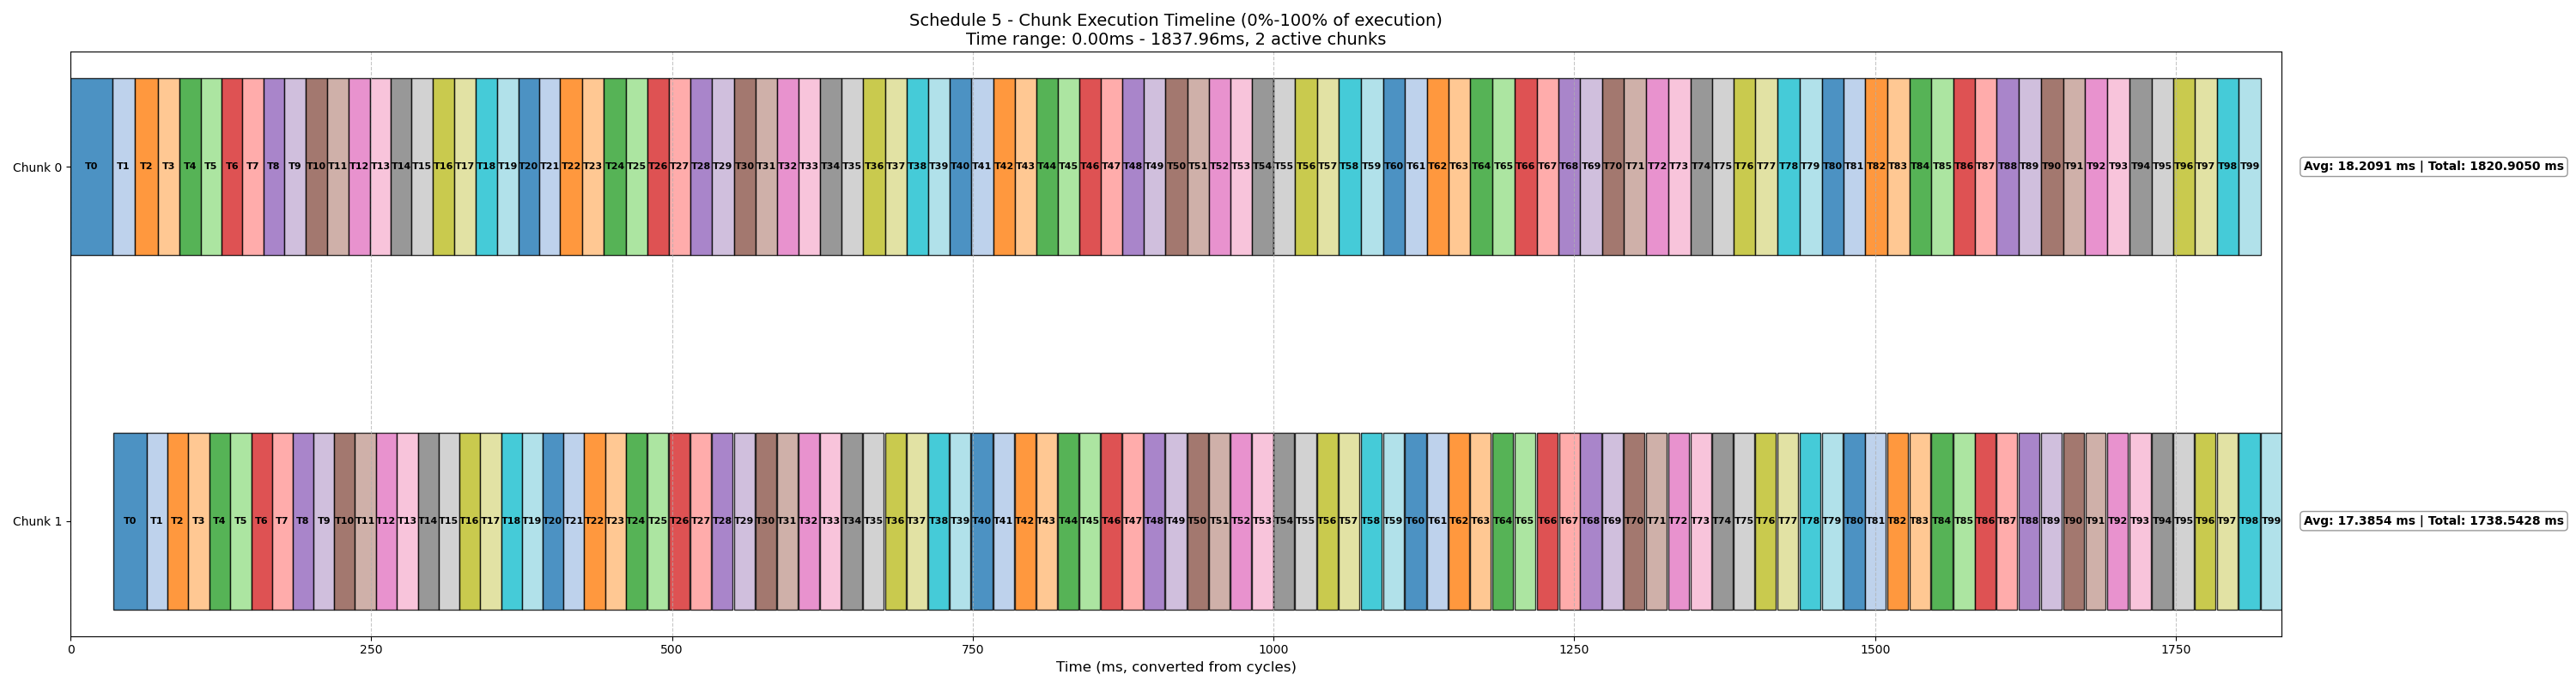 Schedule 5 - Chunk Execution Timeline (0%-100% of execution)
Time range: 0.00ms - 1837.96ms, 2 active chunks
Chunk 0
T0 T1 T2 T3 T4 T5 T6 T7 T8 T9 T10 T11 T12 T13 T14 T15 T16 T17 T18 T19 T20 T21 T22 T23 T24 T25 T26 T27 T28 T29 T30 T31 T32 T33 T34 T35 T36 T37 T38 T39 T40 T41 T42 T43 T44 T45 T46 T47 T48 T49 T50 T51 T52 T53 T54 T55 T56 T57 T58 T59 T60 T61 T62 T63 T64 T65 T66 T67 T68 T69 T70 T71 T72 T73 T74 T75 T76 T77 T78 T79 T80 T81 T82 T83 T84 T85 T86 T87 T88 T89 T90 T91 T92 T93 T94 T95 T96 T97 T98 T99
Avg: 18.2091 ms | Total: 1820.9050 ms
Chunk 1
T0 T1 T2 T3 T4 T5 T6 T7 T8 T9 T10 T11 T12 T13 T14 T15 T16 T17 T18 T19 T20 T21 T22 T23 T24 T25 T26 T27 T28 T29 T30 T31 T32 T33 T34 T35 T36 T37 T38 T39 T40 T41 T42 T43 T44 T45 T46 T47 T48 T49 T50 T51 T52 T53 T54 T55 T56 T57 T58 T59 T60 T61 T62 T63 T64 T65 T66 T67 T68 T69 T70 T71 T72 T73 T74 T75 T76 T77 T78 T79 T80 T81 T82 T83 T84 T85 T86 T87 T88 T89 T90 T91 T92 T93 T94 T95 T96 T97 T98 T99
Avg: 17.3854 ms | Total: 1738.5428 ms
0 250 500 750 1000 1250 1500 1750
Time (ms, converted from cycles)